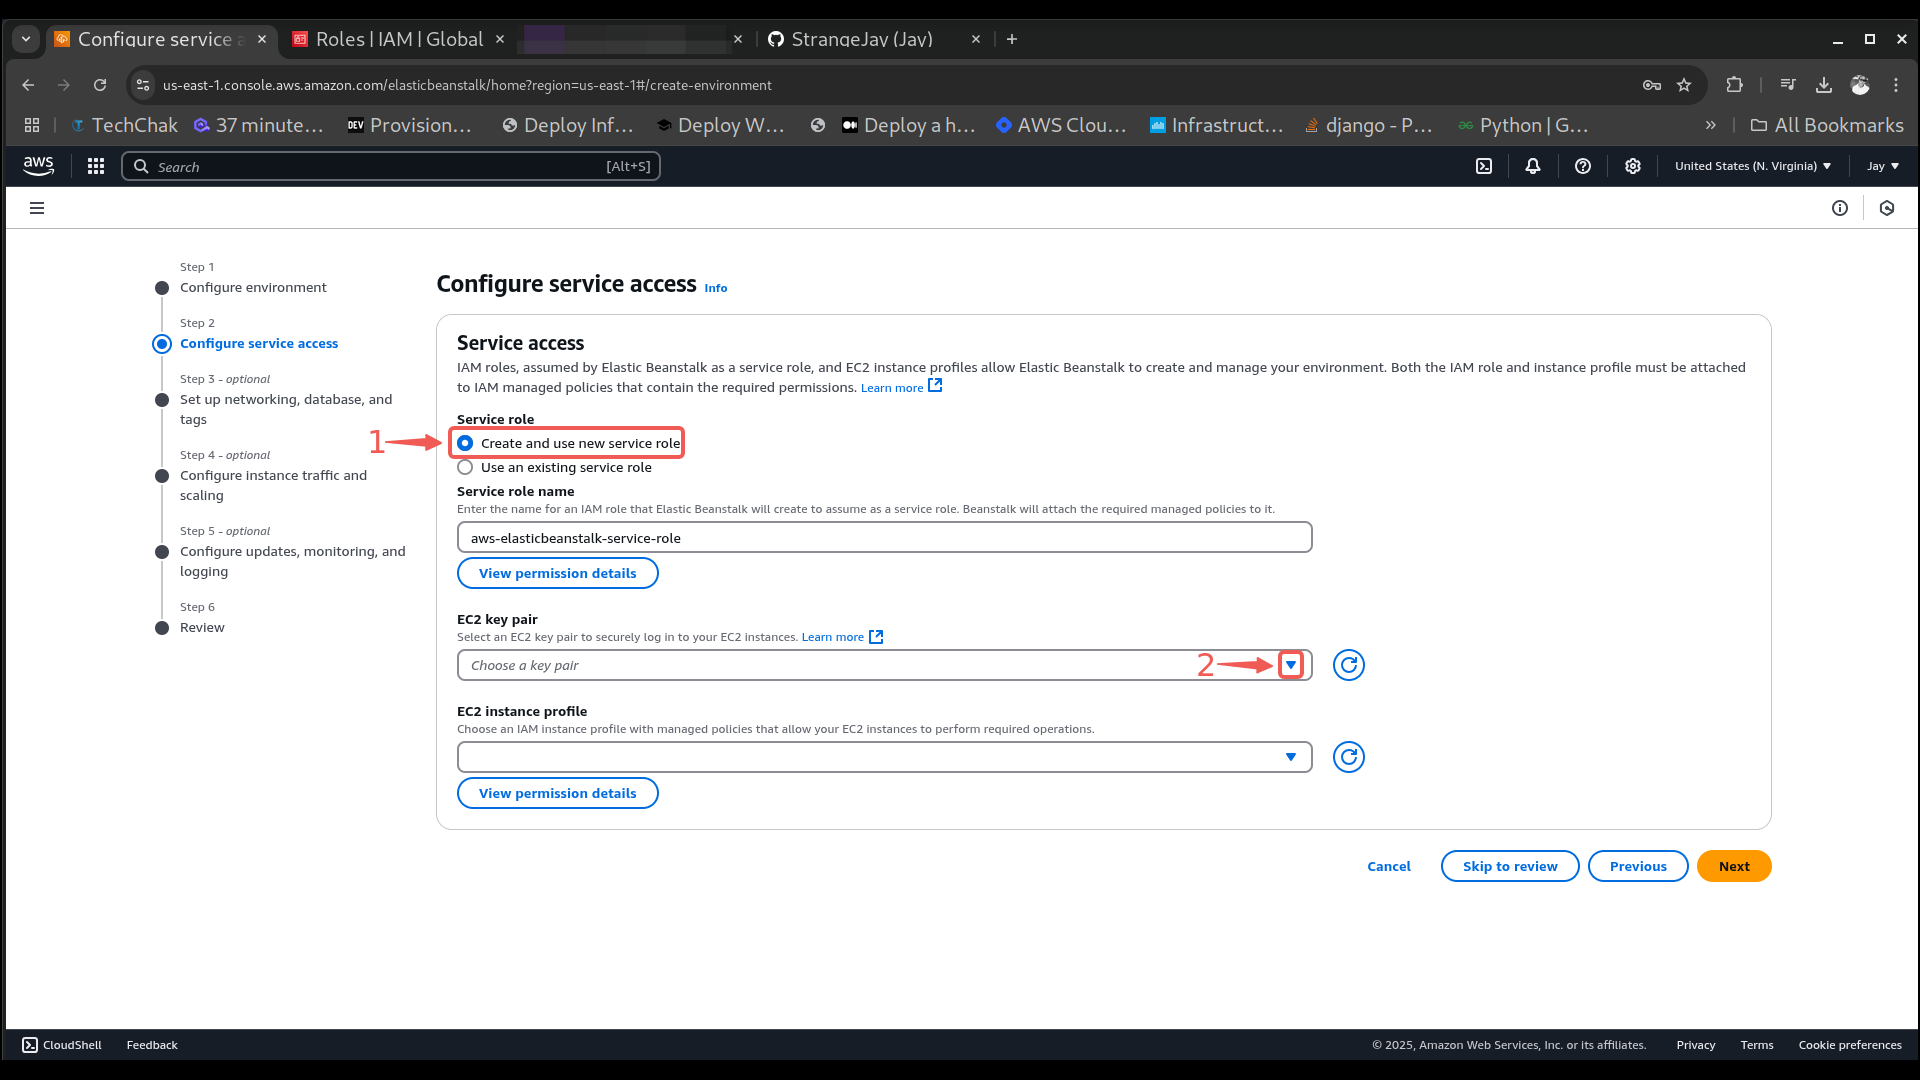 Configure service a
Roles | IAM | Global
StrangeJay (Jay)
us-east-1.console.aws.amazon.com/elasticbeanstalk/home?region=us-east-1#/create-environment
TechChak
37 minute...
DEV
Provision...
Deploy Inf...
Deploy W...
Deploy a h...
AWS Clou...
Infrastruct...
django - P...
Python | G...
All Bookmarks
aws
Search
[Alt+S]
United States (N. Virginia)
Jay
Step 1
Configure environment
Step 2
Configure service access
Step 3 - optional
Set up networking, database, and
tags
Step 4 - optional
Configure instance traffic and
scaling
Step 5 - optional
Configure updates, monitoring, and
logging
Step 6
Review
Configure service access Info
Service access
IAM roles, assumed by Elastic Beanstalk as a service role, and EC2 instance profiles allow Elastic Beanstalk to create and manage your environment. Both the IAM role and instance profile must be attached
to IAM managed policies that contain the required permissions. Learn more
Service role
1
Create and use new service role
Use an existing service role
Service role name
Enter the name for an IAM role that Elastic Beanstalk will create to assume as a service role. Beanstalk will attach the required managed policies to it.
aws-elasticbeanstalk-service-role
View permission details
EC2 key pair
Select an EC2 key pair to securely log in to your EC2 instances. Learn more
Choose a key pair
2
EC2 instance profile
Choose an IAM instance profile with managed policies that allow your EC2 instances to perform required operations.
View permission details
Cancel
Skip to review
Previous
Next
CloudShell
Feedback
© 2025, Amazon Web Services, Inc. or its affiliates.
Privacy
Terms
Cookie preferences